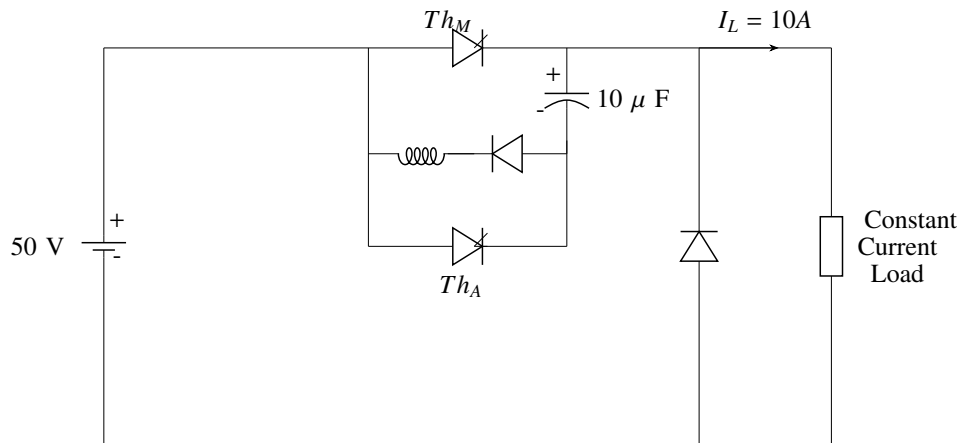 Th_M
I_L = 10A
+
-
10 μ F
50 V
+
-
Th_A
Constant
Current
Load